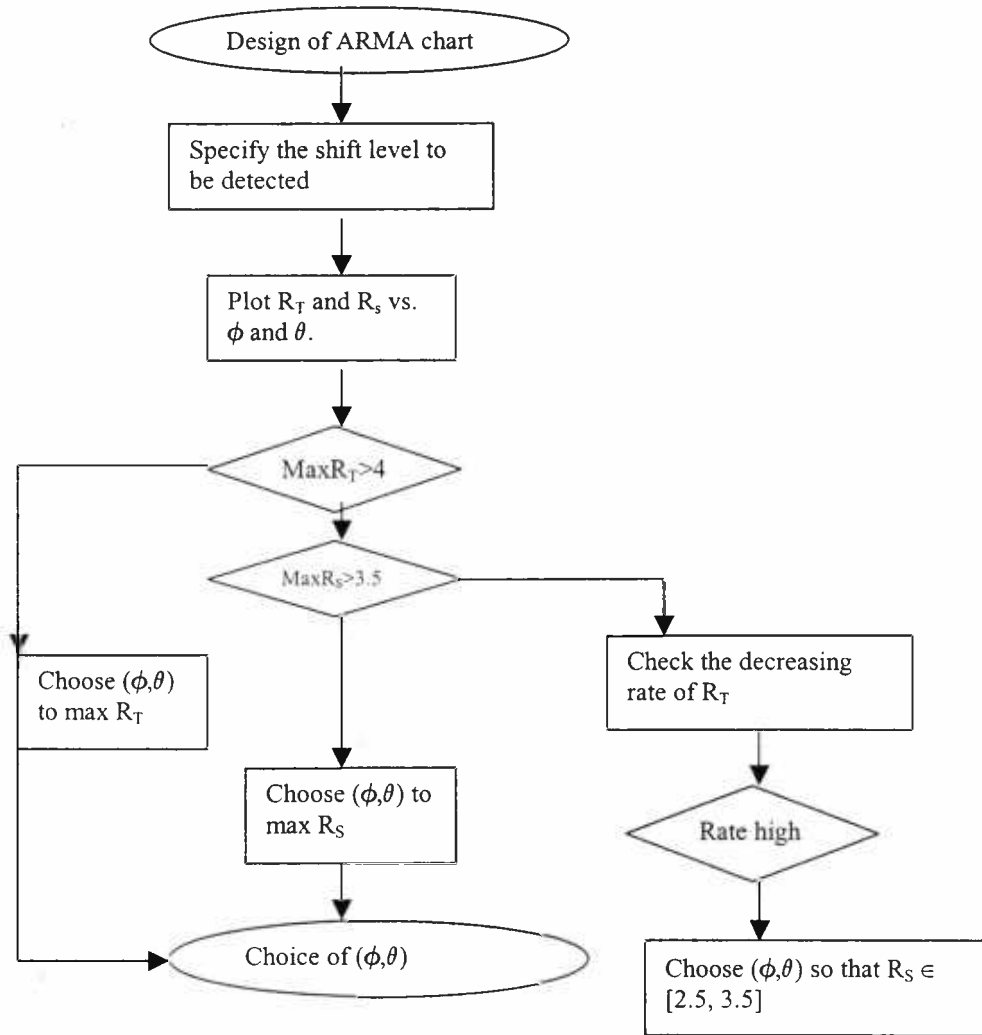 Design of ARMA chart
Specify the shift level to
be detected
Plot R_T and R_s vs.
ϕ and θ.
MaxR_T>4
MaxR_S>3.5
Choose (ϕ,θ)
to max R_T
Check the decreasing
rate of R_T
Choose (ϕ,θ) to
max R_S
Rate high
Choice of (ϕ,θ)
Choose (ϕ,θ) so that R_S ∈
[2.5, 3.5]